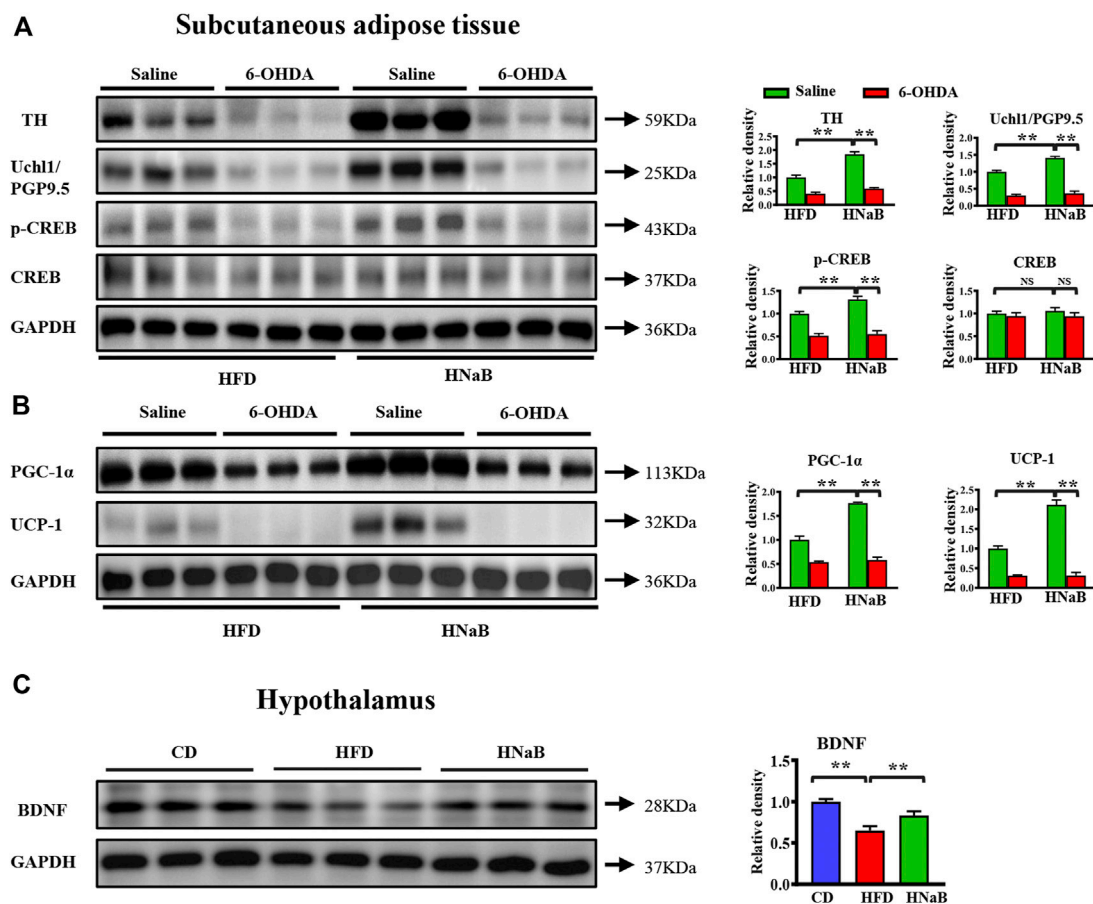 A
Subcutaneous adipose tissue
Saline 6-OHDA Saline 6-OHDA
TH
59KDa
Uchl1/
PGP9.5
25KDa
p-CREB
43KDa
CREB
37KDa
GAPDH
36KDa
HFD HNaB
Saline 6-OHDA
TH
Relative density
2.5
2.0
1.5
1.0
0.5
0.0
** **
HFD HNaB
Uchl1/PGP9.5
Relative density
2.0
1.5
1.0
0.5
0.0
** **
HFD HNaB
p-CREB
Relative density
2.0
1.5
1.0
0.5
0.0
** **
HFD HNaB
CREB
Relative density
2.0
1.5
1.0
0.5
0.0
NS NS
HFD HNaB
B
Saline 6-OHDA Saline 6-OHDA
PGC-1α
113KDa
UCP-1
32KDa
GAPDH
36KDa
HFD HNaB
PGC-1α
Relative density
2.5
2.0
1.5
1.0
0.5
0.0
** **
HFD HNaB
UCP-1
Relative density
2.5
2.0
1.5
1.0
0.5
0.0
** **
HFD HNaB
C
Hypothalamus
CD HFD HNaB
BDNF
28KDa
GAPDH
37KDa
BDNF
Relative density
1.5
1.0
0.5
0.0
** **
CD HFD HNaB